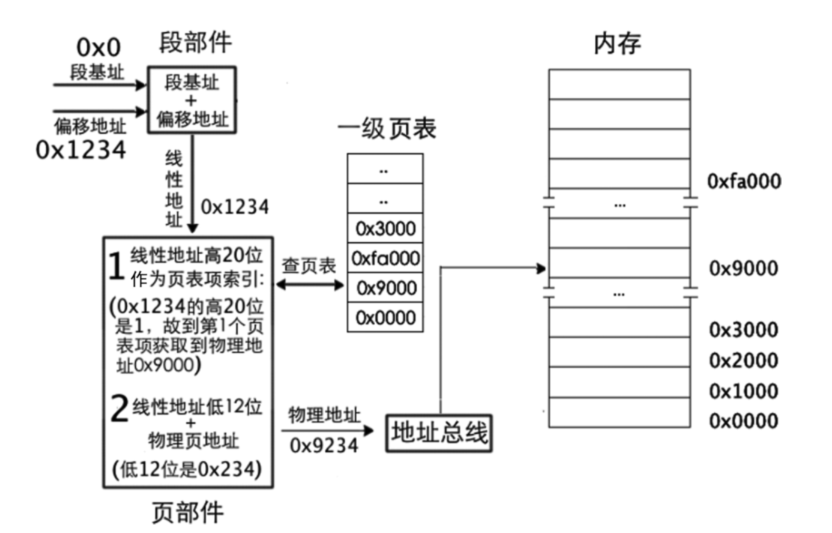 0x0
段部件
段基址
段基址
+
偏移地址
偏移地址
0x1234
线性地址
0x1234
1 线性地址高20位
作为页表项索引:
(0x1234的高20位
是1，故到第1个页
表项获取到物理地
址0x9000)
2 线性地址低12位
+
物理页地址
(低12位是0x234)
页部件
查页表
一级页表
..
..
0x3000
0xfa000
0x9000
0x0000
物理地址
0x9234
地址总线
内存
0xfa000
...
0x9000
...
0x3000
0x2000
0x1000
0x0000